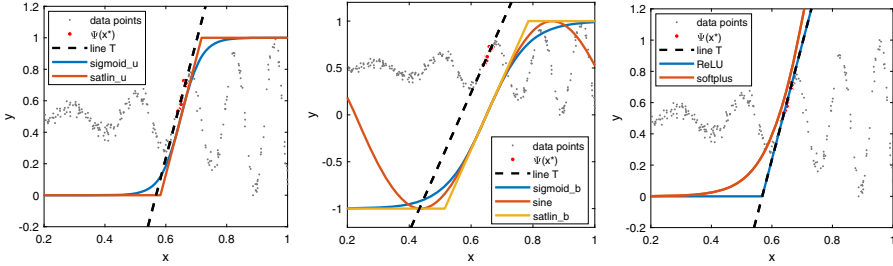 1.2
1
0.8
0.6
0.4
0.2
0
-0.2
y
0.2
0.4
0.6
0.8
1
x
data points
Ψ(x*)
line T
sigmoid_u
satlin_u
1
0.5
0
-0.5
-1
y
0.2
0.4
0.6
0.8
1
x
data points
Ψ(x*)
line T
sigmoid_b
sine
satlin_b
1.2
1
0.8
0.6
0.4
0.2
0
-0.2
y
0.2
0.4
0.6
0.8
1
x
data points
Ψ(x*)
line T
ReLU
softplus